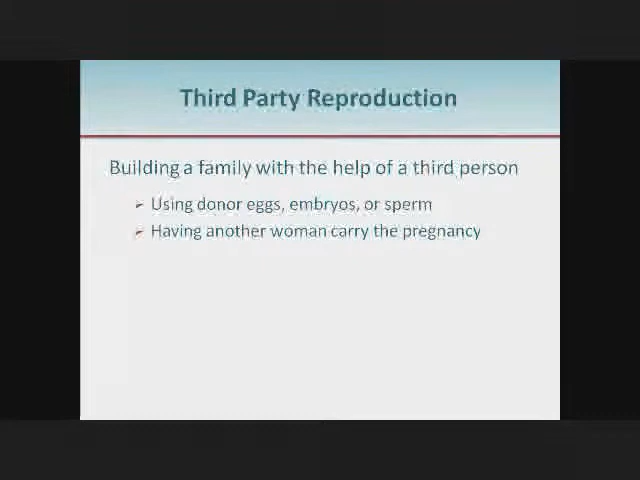 Third Party Reproduction
Building a family with the help of a third person
Using donor eggs, embryos, or sperm
Having another woman carry the pregnancy